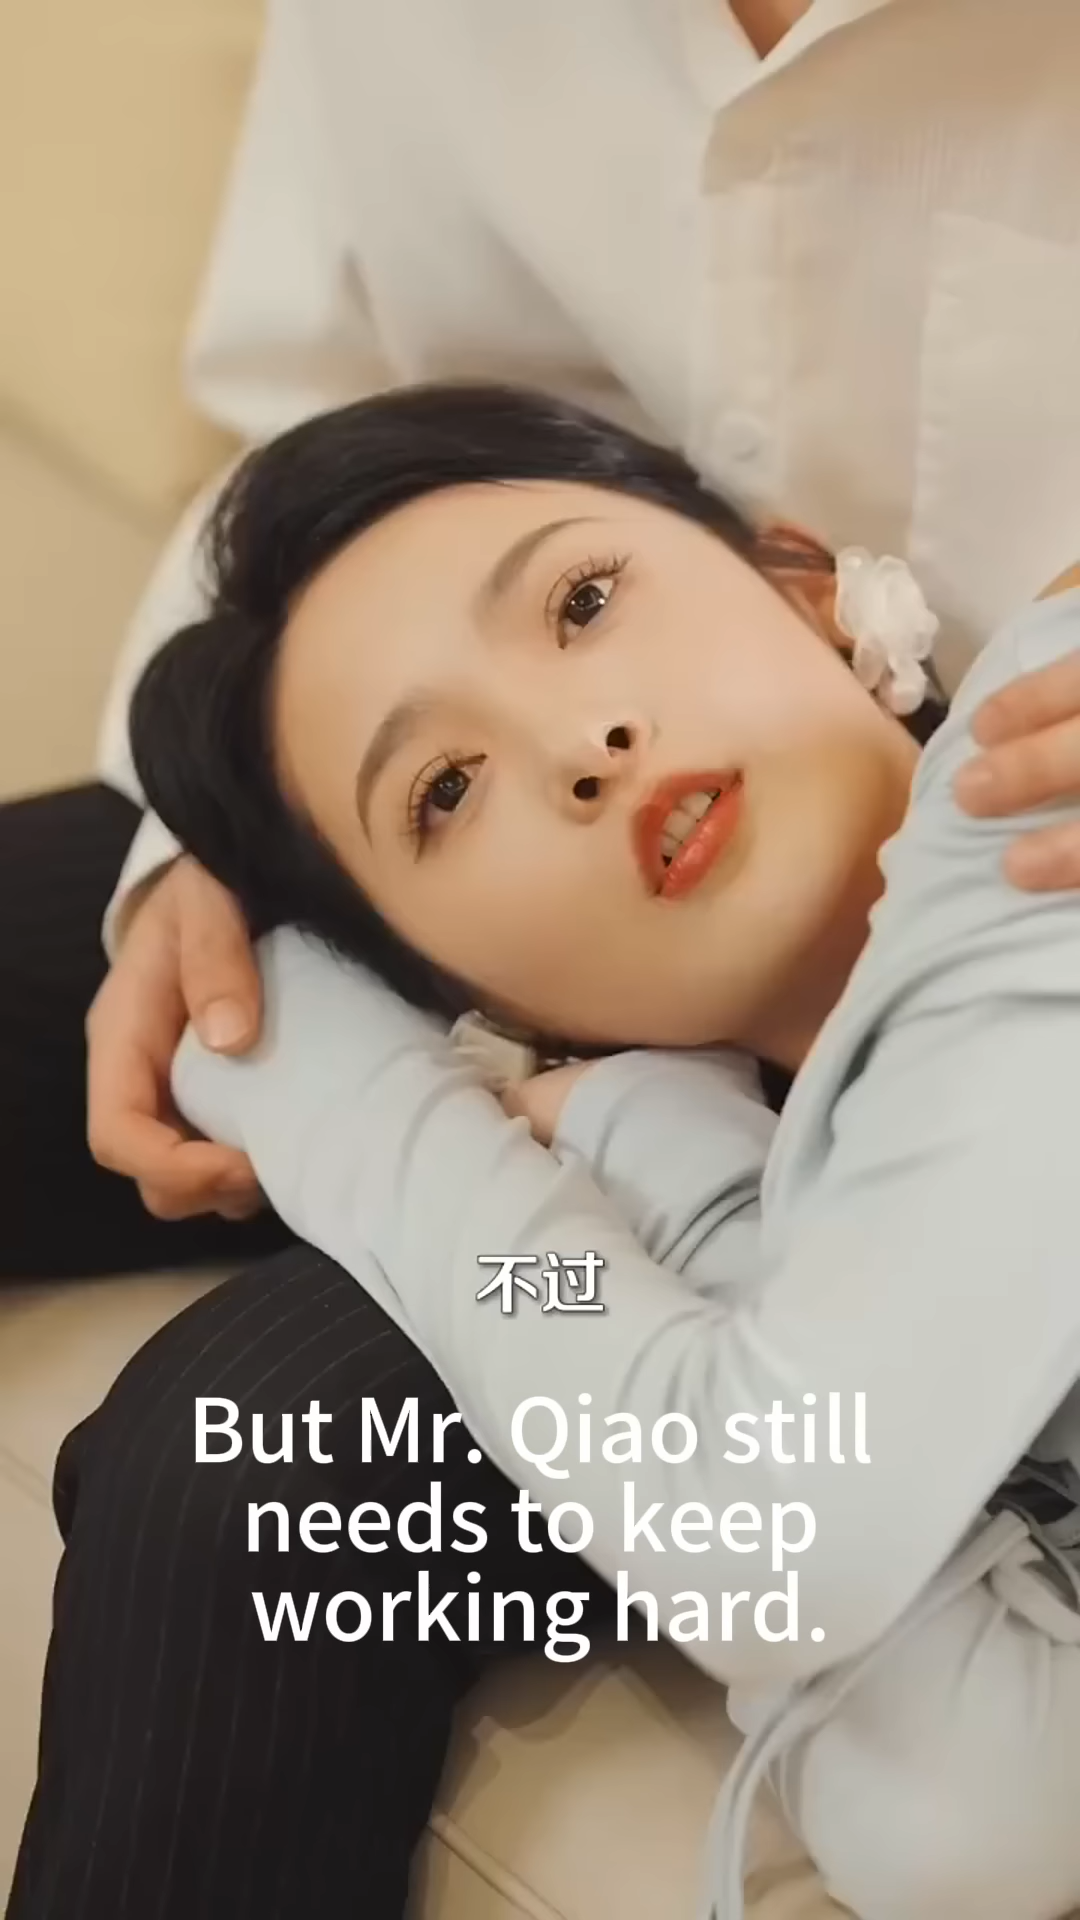 不过
But Mr. Qiao still
needs to keep
working hard.